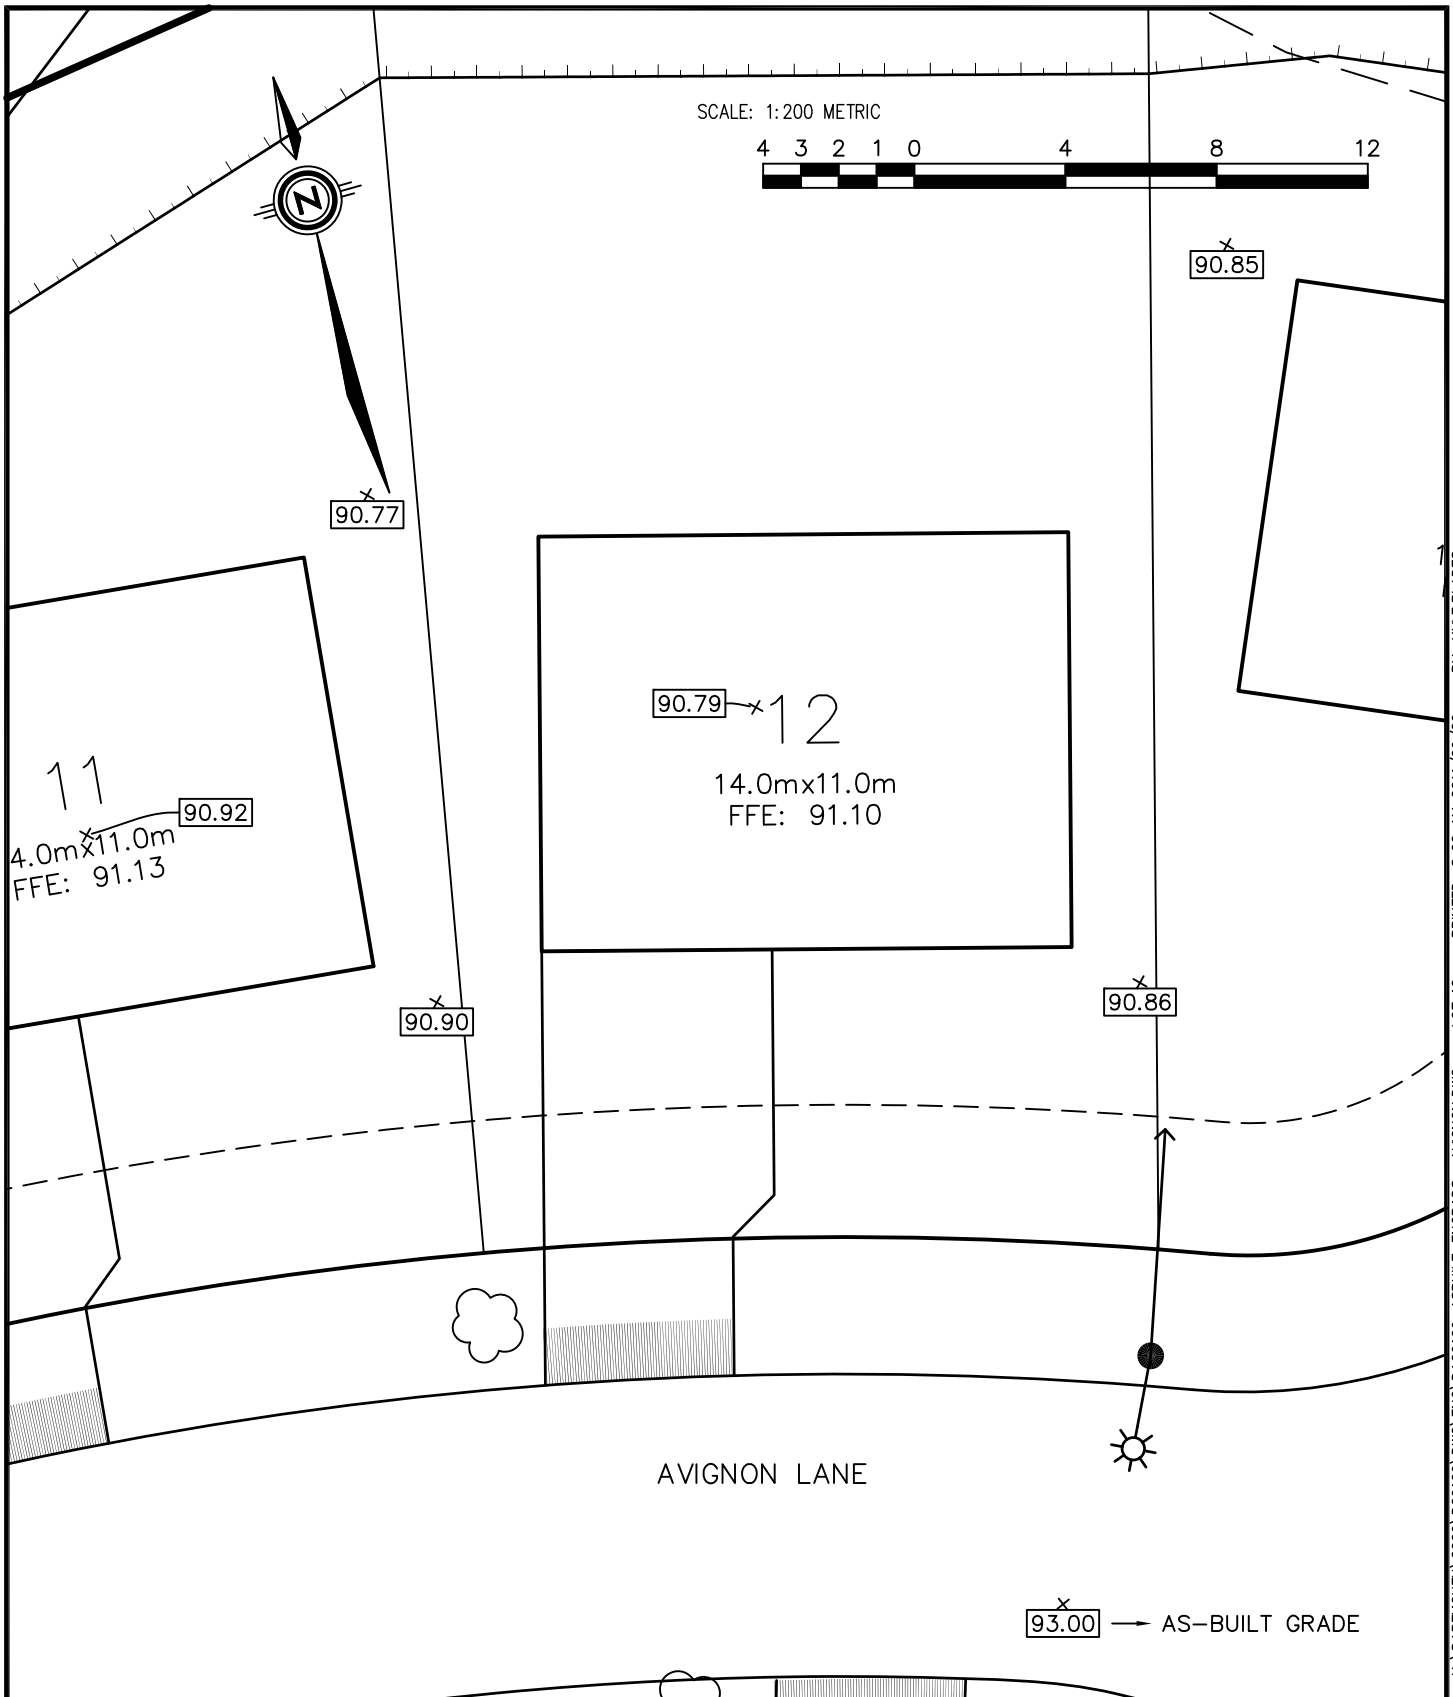 SCALE: 1:200 METRIC
4 3 2 1 0 4 8 12
N
90.85
90.77
90.79
12
14.0mx11.0m
FFE: 91.10
11
90.92
4.0mx11.0m
FFE: 91.13
90.86
90.90
AVIGNON LANE
93.00 AS-BUILT GRADE